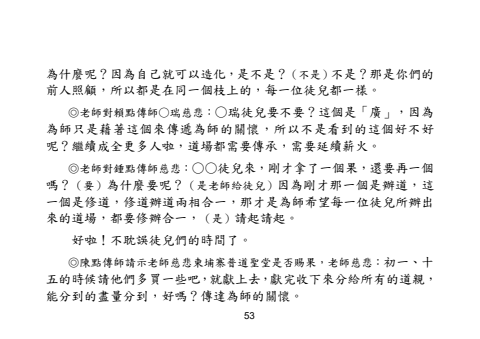 為什麼呢？因為自己就可以造化，是不是？（不是）不是？那是你們的
前人照顧，所以都是在同一個枝上的，每一位徒兒都一樣。
◎老師對賴點傳師○瑞慈悲：○瑞徒兒要不要？這個是「廣」，因為
為師只是藉著這個來傳遞為師的關懷，所以不是看到的這個好不好
呢？繼續成全更多人啦，道場都需要傳承，需要延續薪火。
◎老師對鍾點傳師慈悲：○○徒兒來，剛才拿了一個果，還要再一個
嗎？（要）為什麼要呢？（是老師給徒兒）因為剛才那一個是辦道，這
一個是修道，修道辦道兩相合一，那才是為師希望每一位徒兒所辦出
來的道場，都要修辦合一，（是）請起請起。
好啦！不耽誤徒兒們的時間了。
◎陳點傳師請示老師慈悲柬埔寨普道聖堂是否賜果，老師慈悲：初一、十
五的時候請他們多買一些吧，就獻上去，獻完收下來分給所有的道親，
能分到的盡量分到，好嗎？傳達為師的關懷。
53